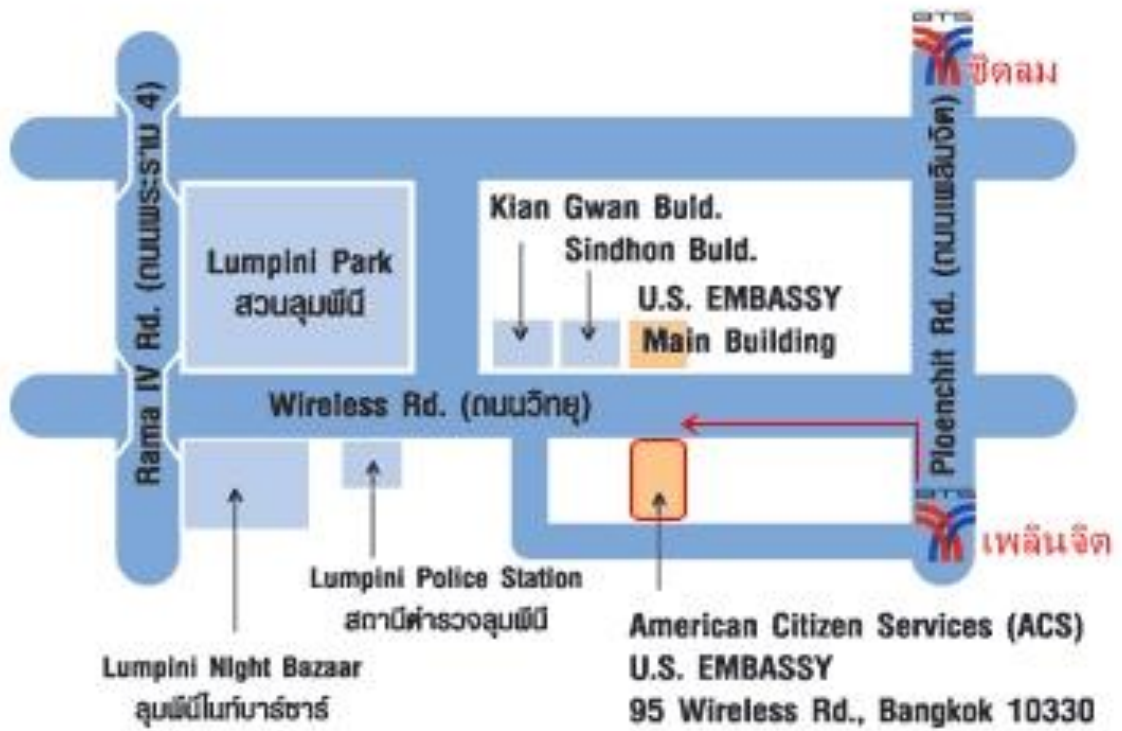 BTS
ชิดลม
Rama IV Rd. (ถนนพระราม 4)
Ploenchit Rd. (ถนนเพลินจิต)
Kian Gwan Buld.
Sindhon Buld.
Lumpini Park
สวนลุมพีนี
U.S. EMBASSY
Main Building
Wireless Rd. (ถนนวิทยุ)
BTS
เพลินจิต
Lumpini Police Station
สถานีตำรวจลุมพีนี
American Citizen Services (ACS)
U.S. EMBASSY
95 Wireless Rd., Bangkok 10330
Lumpini Night Bazaar
ลุมพีนีไนท์บาร์ซาร์